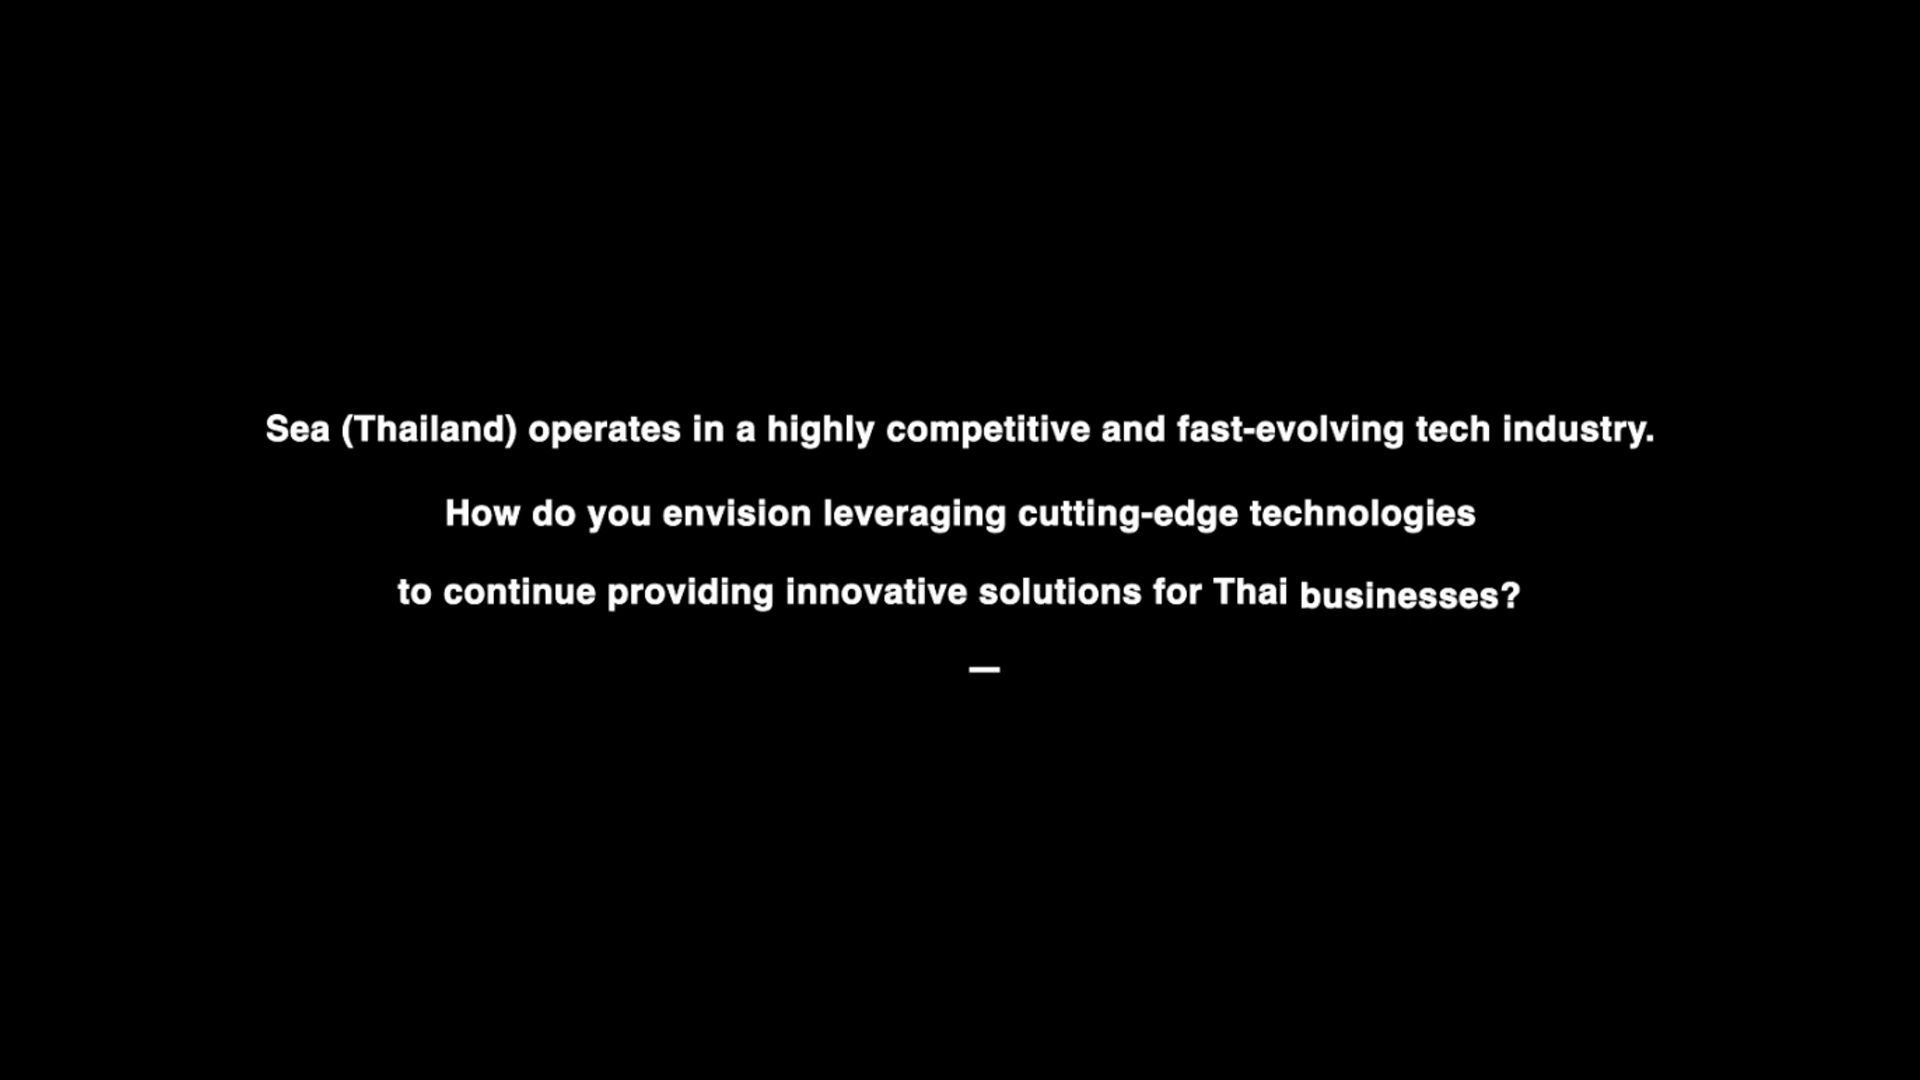 Sea (Thailand) operates in a highly competitive and fast-evolving tech industry.
How do you envision leveraging cutting-edge technologies
to continue providing innovative solutions for Thai businesses?
—